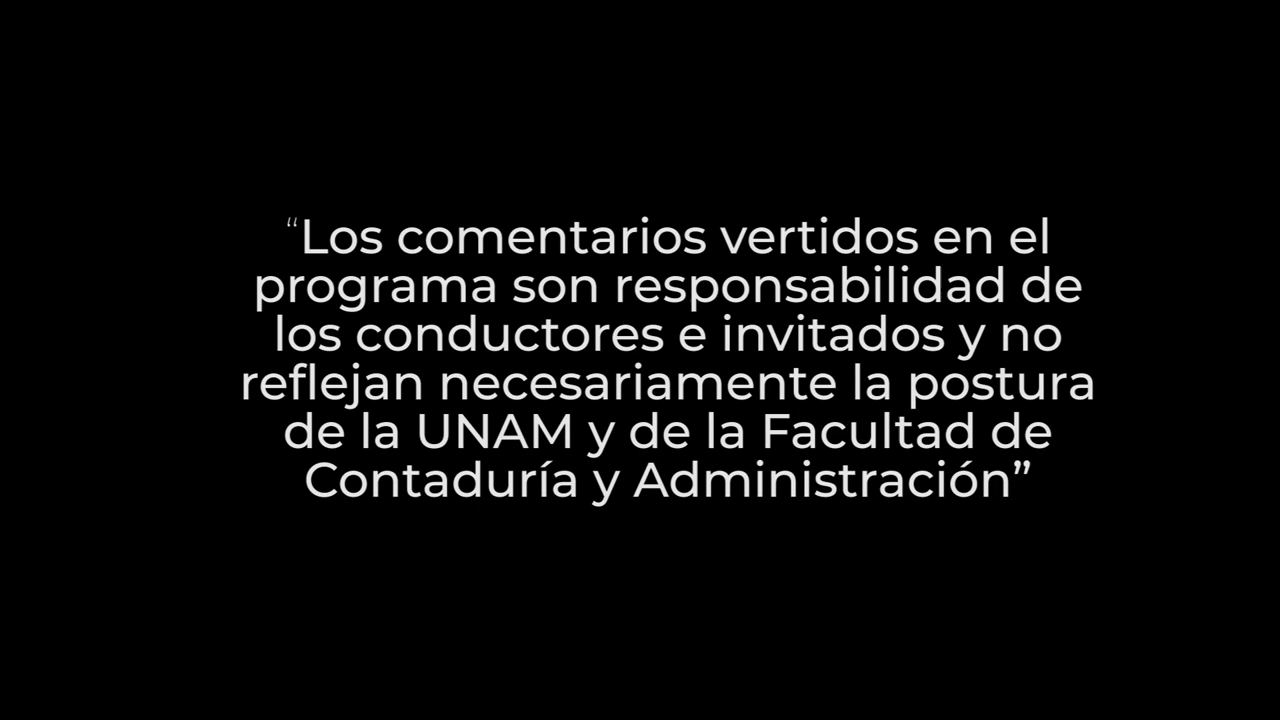 “Los comentarios vertidos en el
programa son responsabilidad de
los conductores e invitados y no
reflejan necesariamente la postura
de la UNAM y de la Facultad de
Contaduría y Administración”